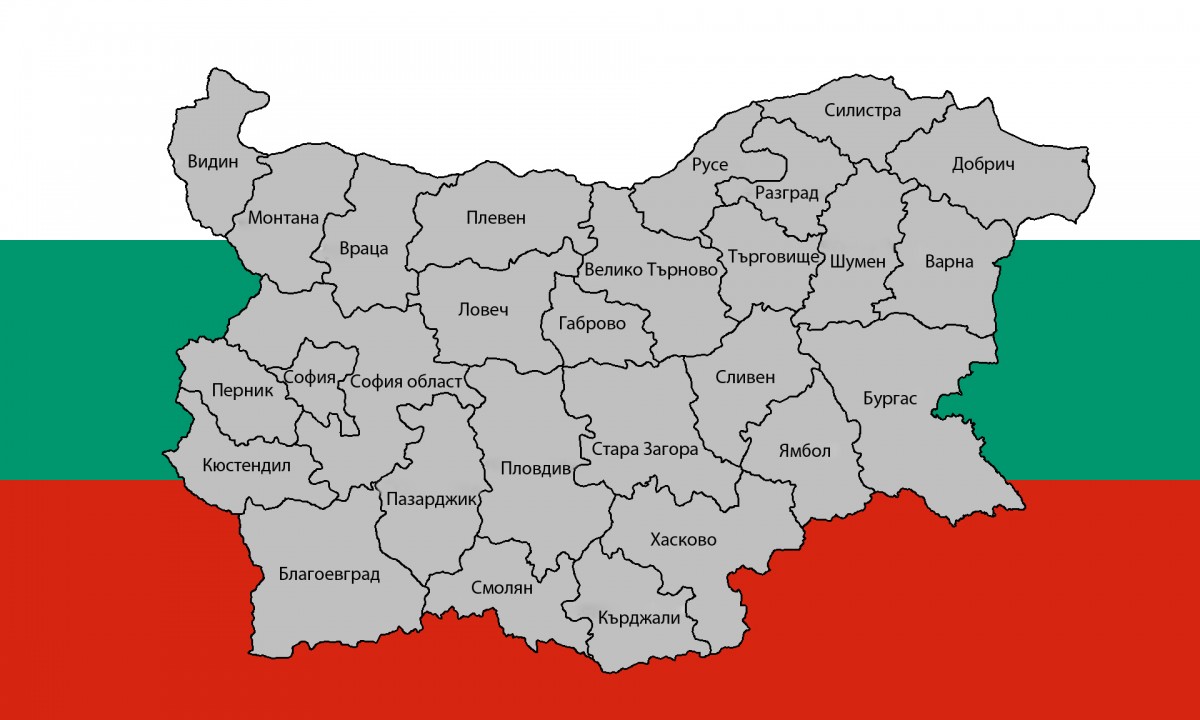 Силистра
Видин
Русе
Добрич
Разград
Монтана
Плевен
Враца
Търговище
Шумен
Варна
Велико Търново
Ловеч
Габрово
София
София област
Перник
Сливен
Бургас
Стара Загора
Ямбол
Кюстендил
Пловдив
Пазарджик
Хасково
Благоевград
Смолян
Кърджали